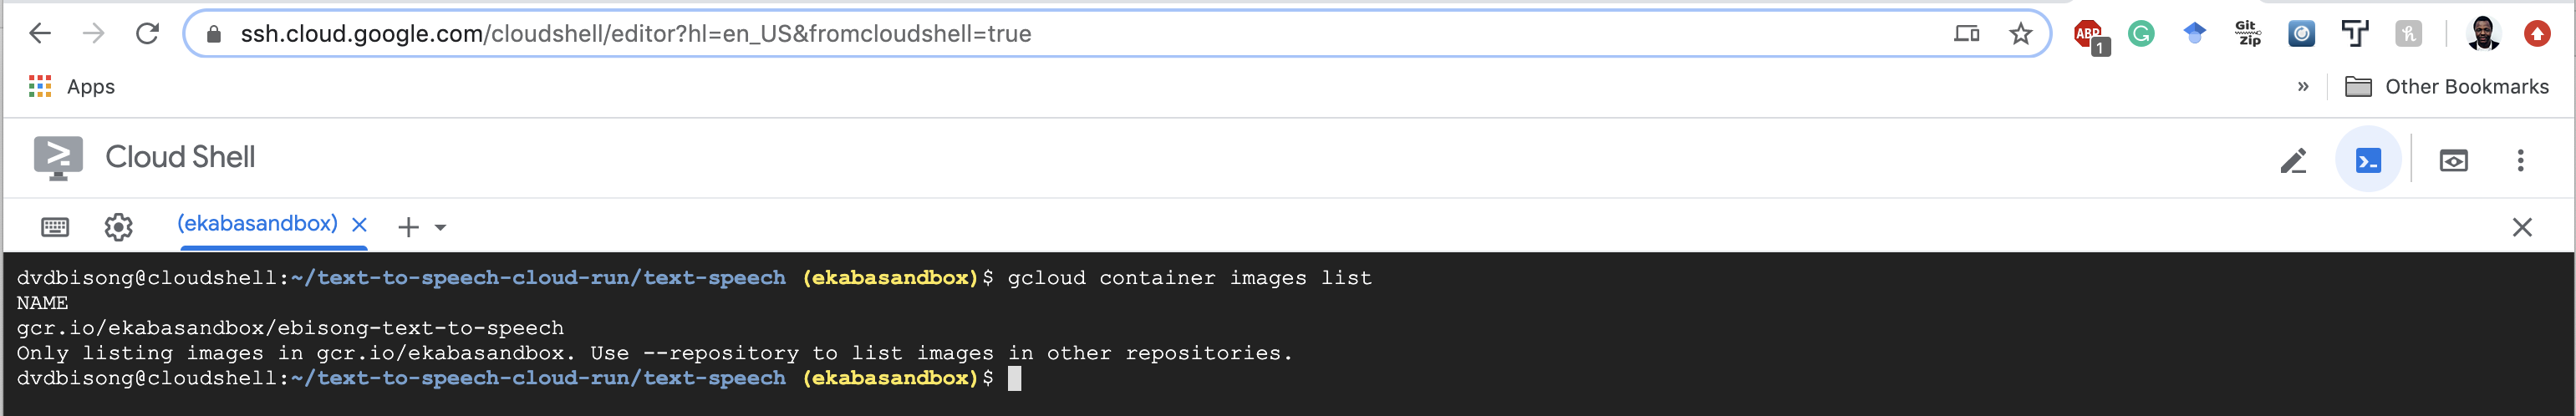 ssh.cloud.google.com/cloudshell/editor?hl=en_US&fromcloudshell=true
ABP
1
Git
Zip
Apps
»
Other Bookmarks
Cloud Shell
(ekabasandbox)
dvdbisong@cloudshell:~/text-to-speech-cloud-run/text-speech (ekabasandbox)$ gcloud container images list
NAME
gcr.io/ekabasandbox/ebisong-text-to-speech
Only listing images in gcr.io/ekabasandbox. Use --repository to list images in other repositories.
dvdbisong@cloudshell:~/text-to-speech-cloud-run/text-speech (ekabasandbox)$